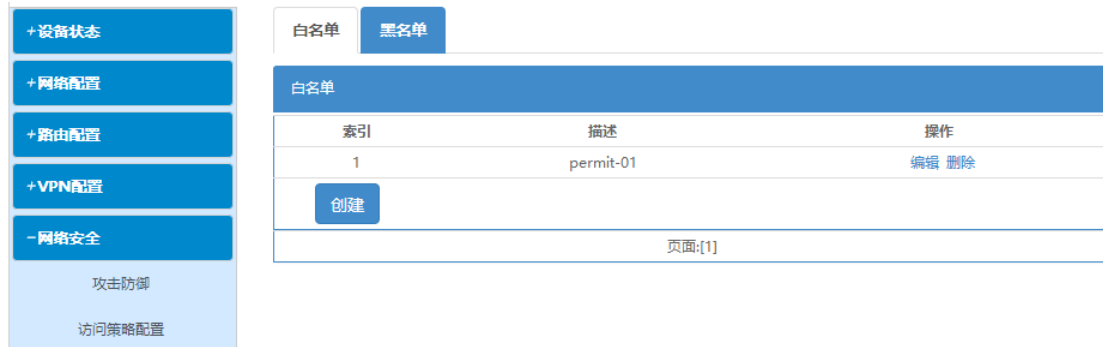 +设备状态
+网络配置
+路由配置
+VPN配置
-网络安全
攻击防御
访问策略配置
白名单 黑名单
白名单
索引 描述 操作
1 permit-01 编辑 删除
创建
页面:[1]